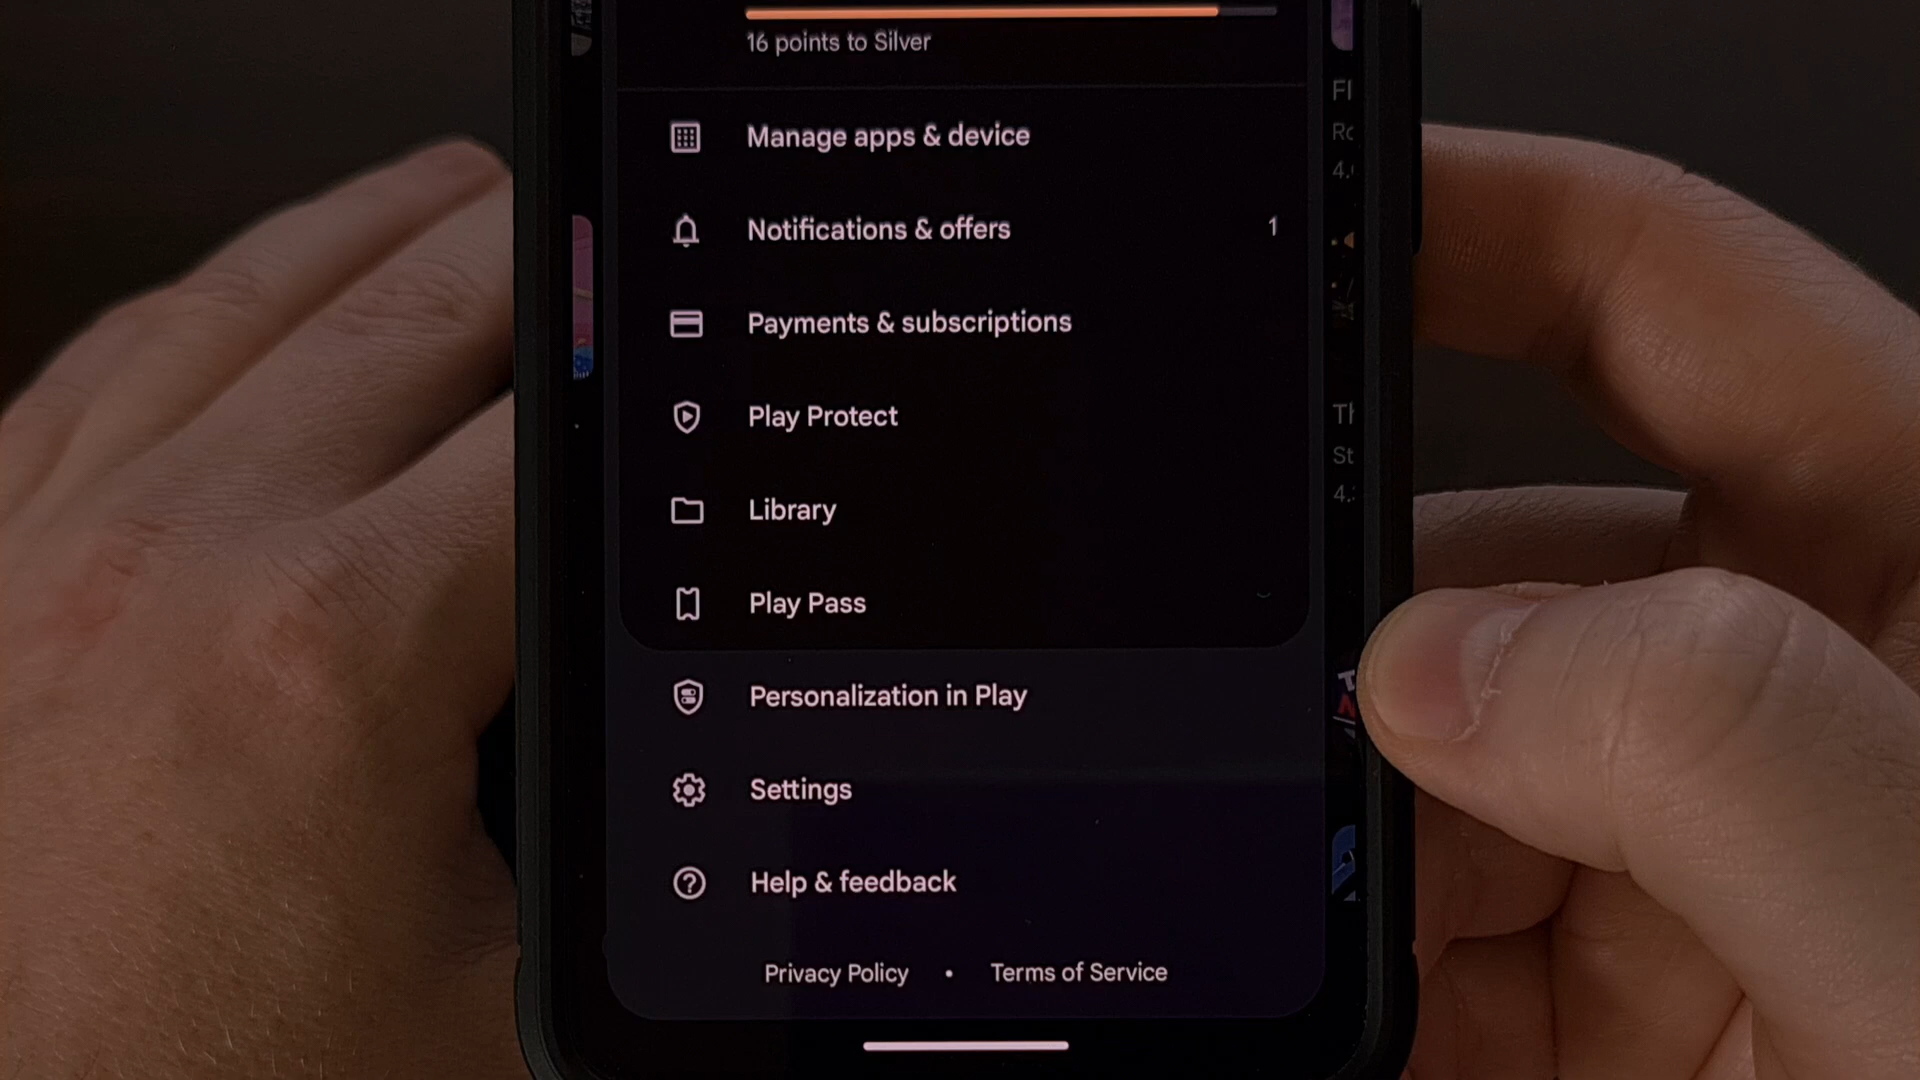 16 points to Silver
Manage apps & device
Notifications & offers 1
Payments & subscriptions
Play Protect
Library
Play Pass
Personalization in Play
Settings
Help & feedback
Privacy Policy • Terms of Service